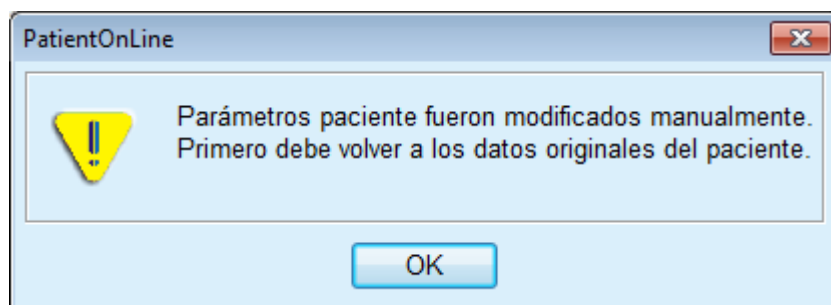 PatientOnLine
Parámetros paciente fueron modificados manualmente.
Primero debe volver a los datos originales del paciente.
OK